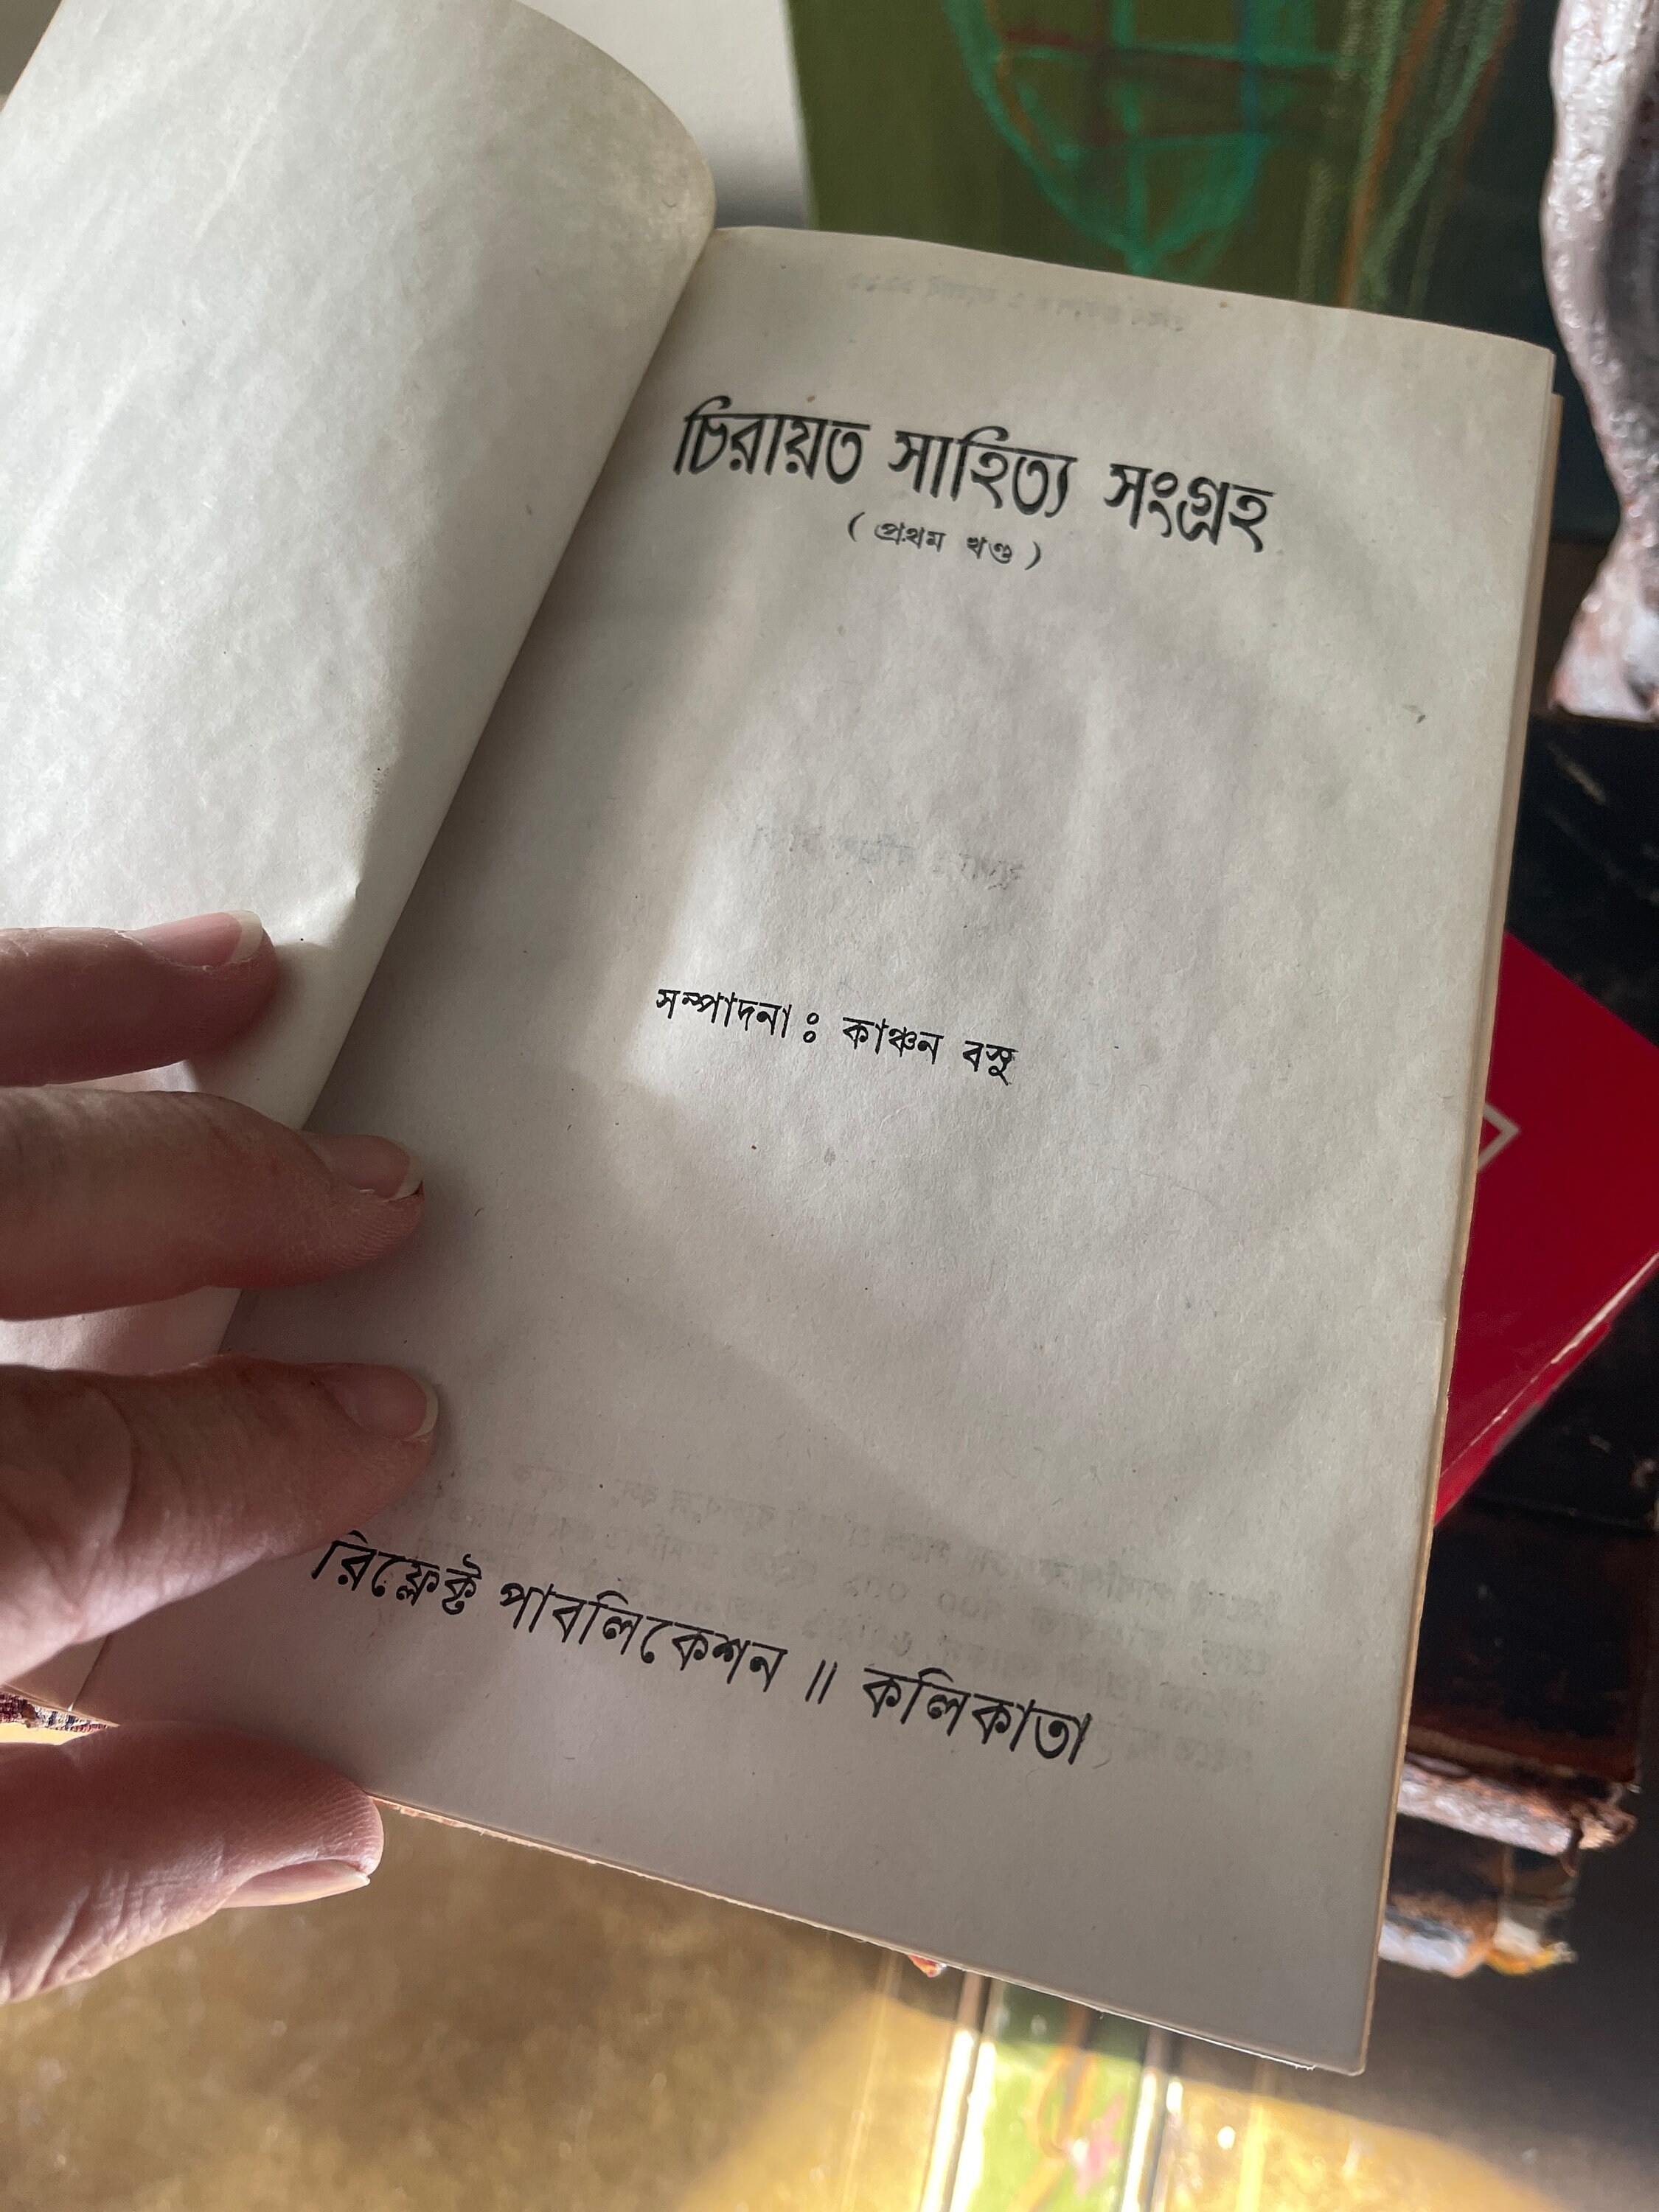 চিরায়ত সাহিত্য সংগ্রহ
( প্রথম খণ্ড )
সম্পাদনা ঃ কাঞ্চন বসু
রিফ্লেক্ট পাবলিকেশন ॥ কলিকাতা